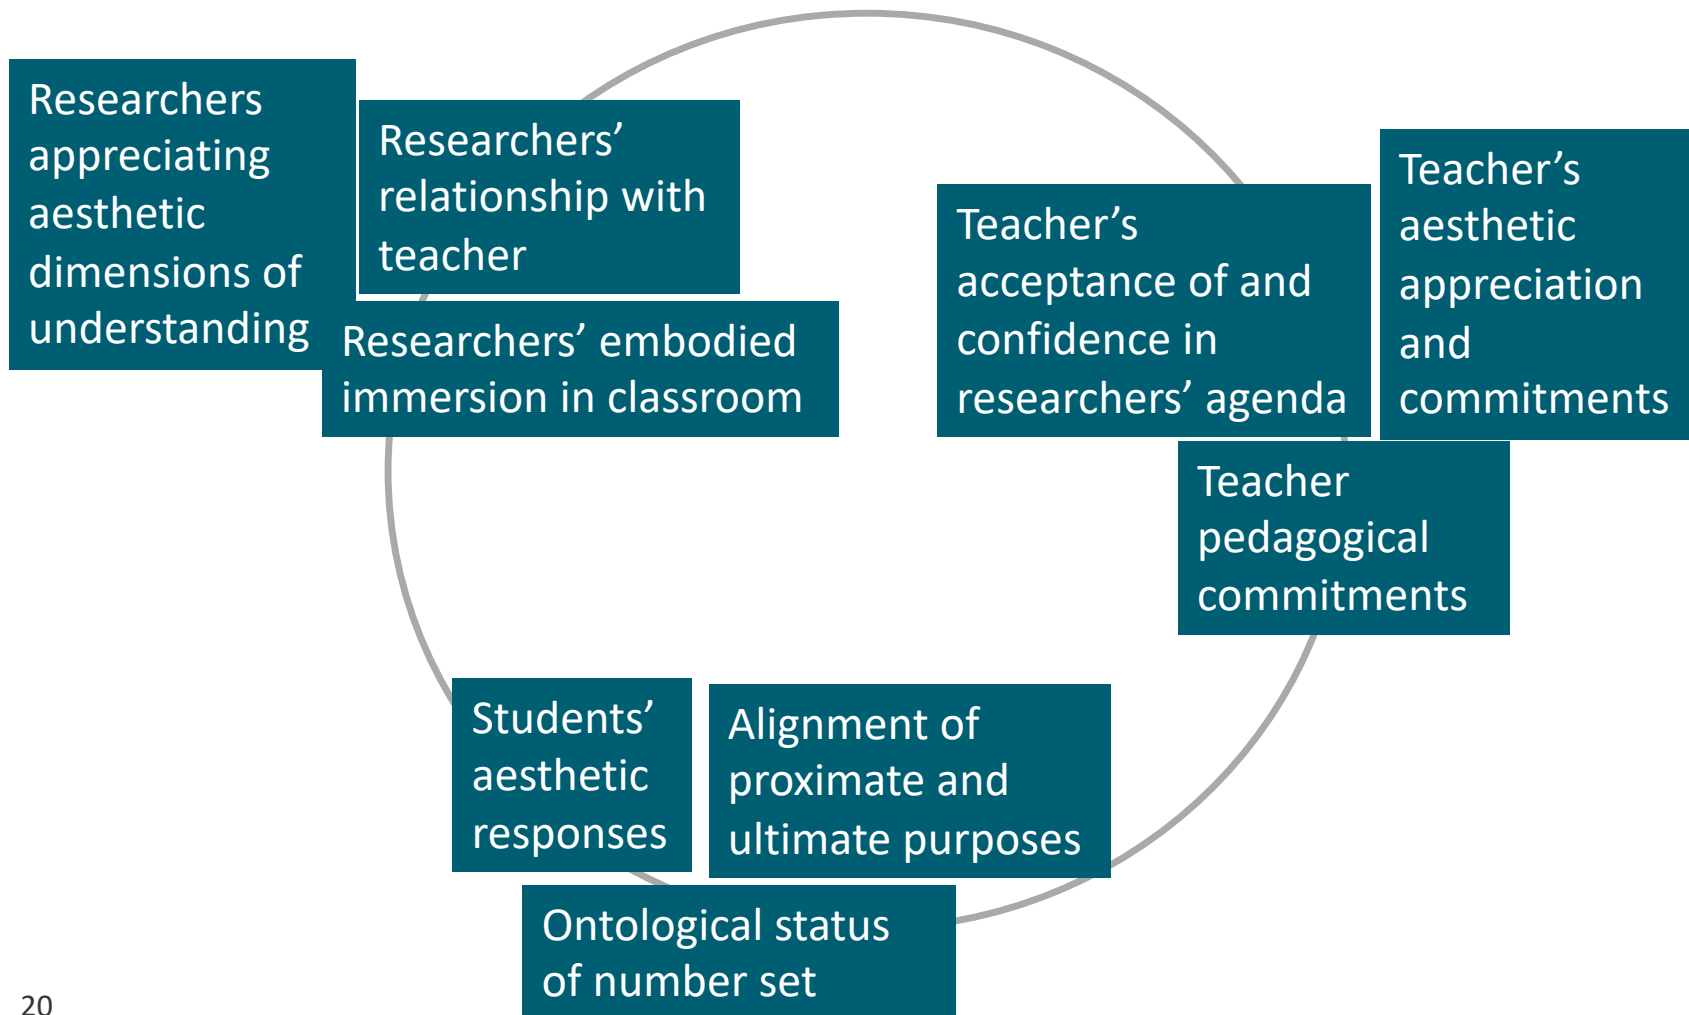 Researchers
appreciating
aesthetic
dimensions of
understanding
Researchers’
relationship with
teacher
Researchers’ embodied
immersion in classroom
Teacher’s
acceptance of and
confidence in
researchers’ agenda
Teacher’s
aesthetic
appreciation
and
commitments
Teacher
pedagogical
commitments
Students’
aesthetic
responses
Alignment of
proximate and
ultimate purposes
Ontological status
of number set
20